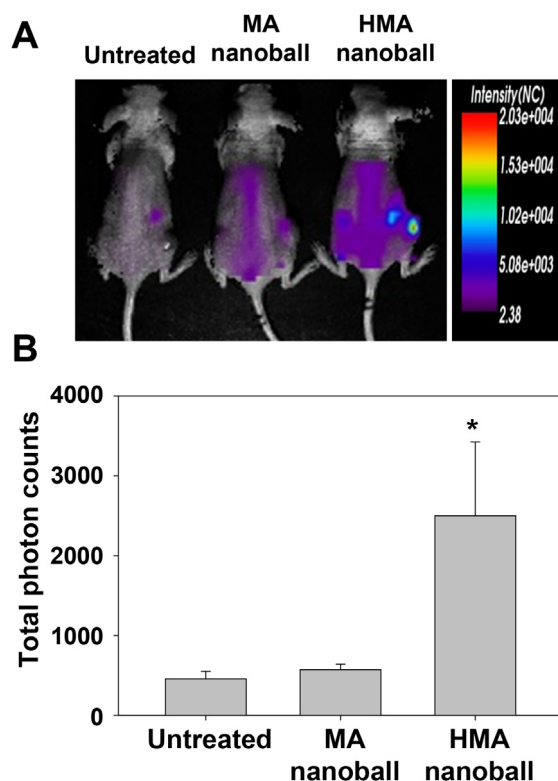 A
Untreated
MA
nanoball
HMA
nanoball
Intensity(NC)
2.03e+004
1.53e+004
1.02e+004
5.08e+003
2.38
B
Total photon counts
4000
3000
2000
1000
0
*
Untreated
MA
nanoball
HMA
nanoball